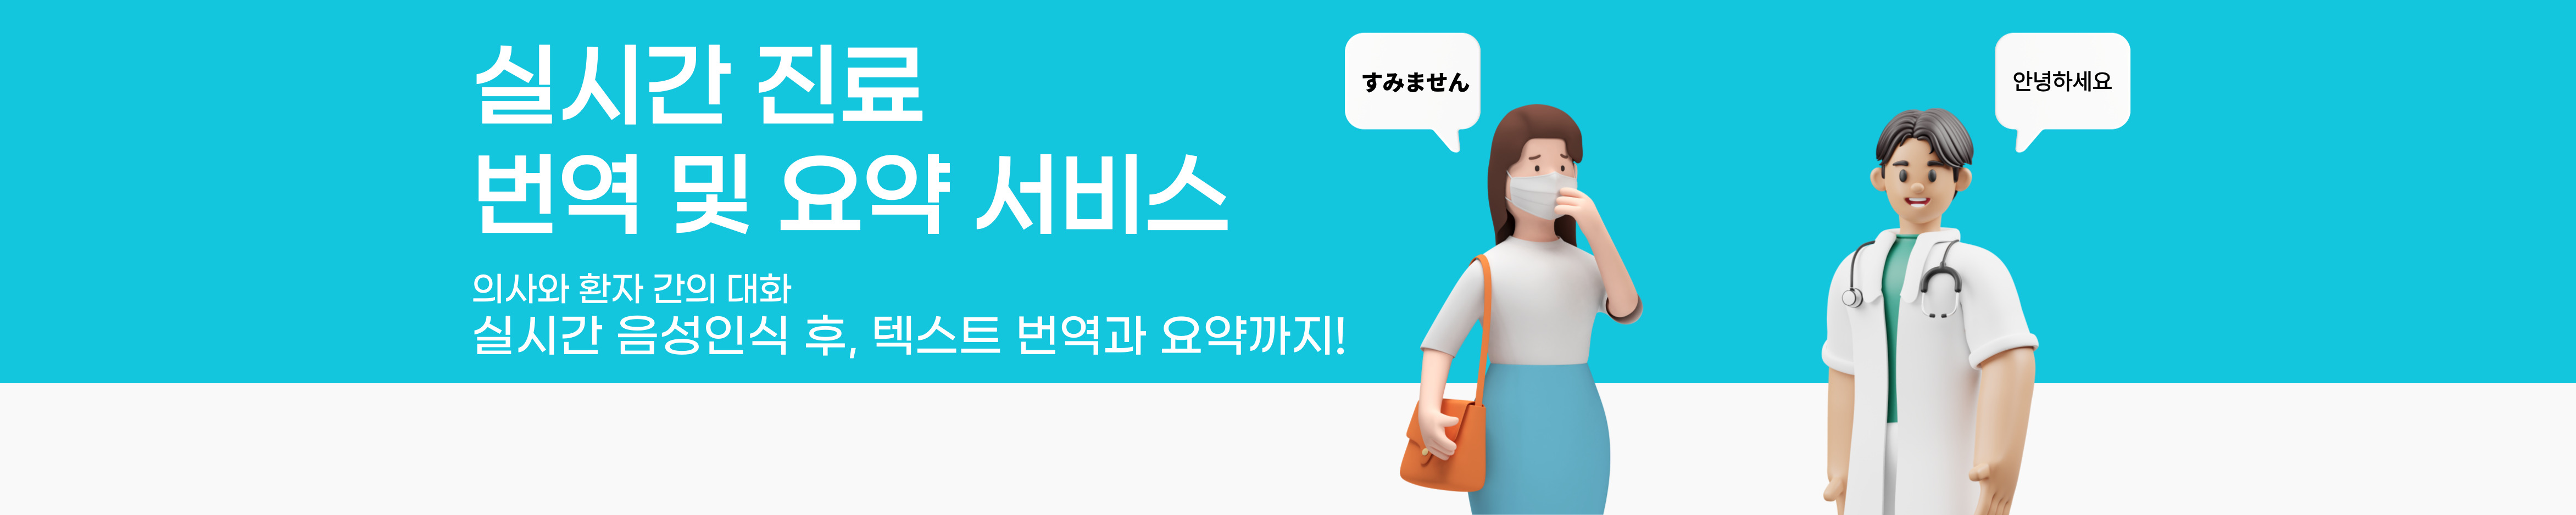 실시간 진료
번역 및 요약 서비스
의사와 환자 간의 대화
실시간 음성인식 후, 텍스트 번역과 요약까지!
すみません
안녕하세요